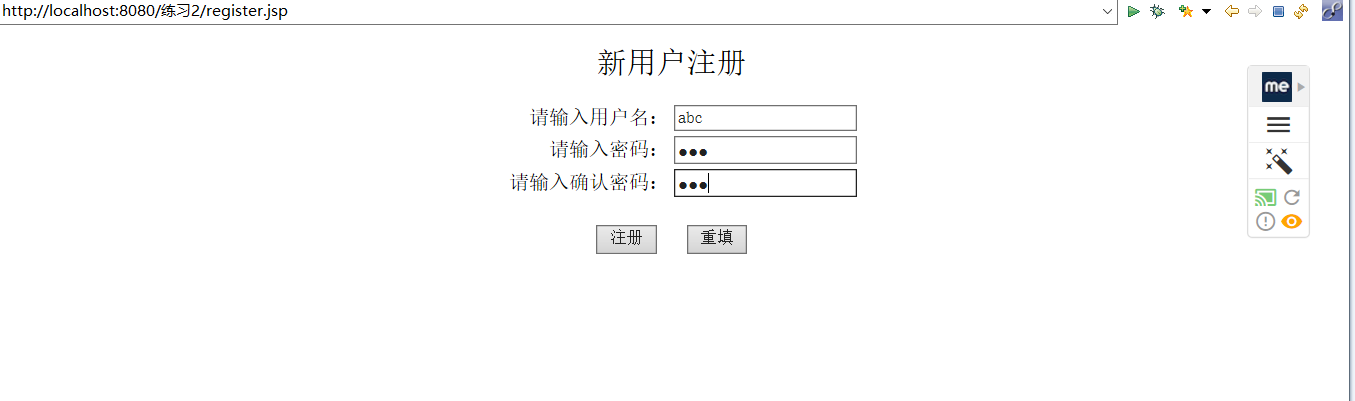 http://localhost:8080/练习2/register.jsp
新用户注册
me
请输入用户名： abc
请输入密码： ●●●
请输入确认密码： ●●●
注册 重填